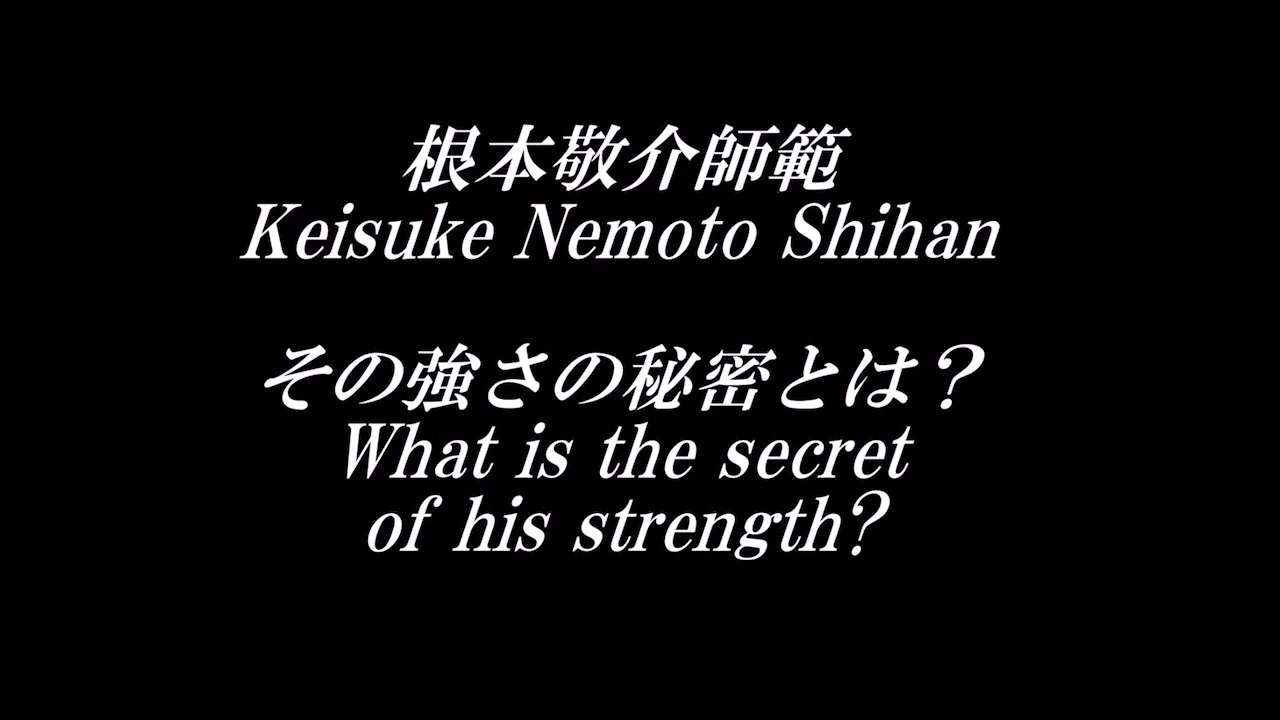 根本敬介師範
Keisuke Nemoto Shihan
その強さの秘密とは？
What is the secret
of his strength?